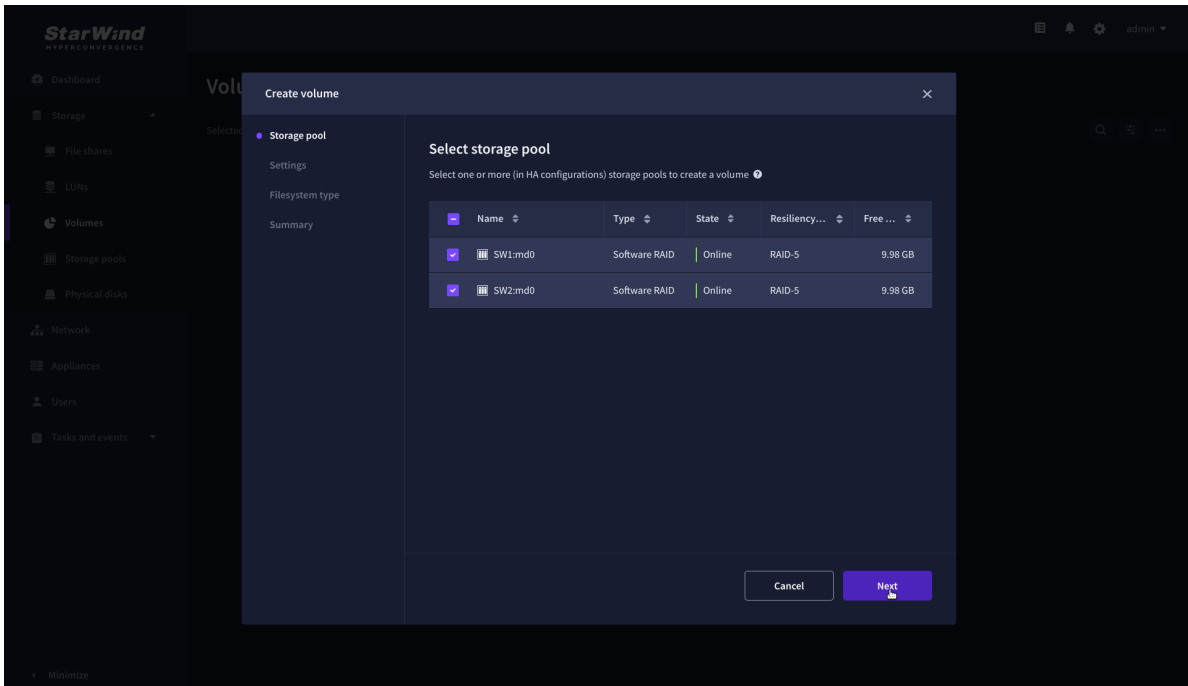 StarWind
HYPERCONVERGENCE
admin
Dashboard
Storage
File shares
LUNs
Volumes
Storage pools
Physical disks
Network
Appliances
Users
Tasks and events
Minimize
Volu
Selected
Create volume
Storage pool
Settings
Filesystem type
Summary
Select storage pool
Select one or more (in HA configurations) storage pools to create a volume
Name Type State Resiliency... Free ...
SW1:md0 Software RAID Online RAID-5 9.98 GB
SW2:md0 Software RAID Online RAID-5 9.98 GB
Cancel Next